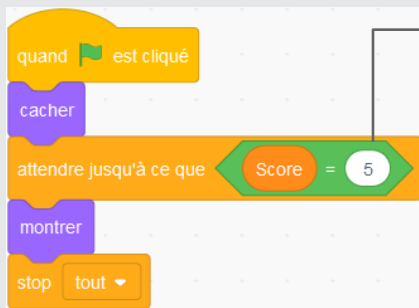 quand est cliqué
cacher
attendre jusqu'à ce que Score = 5
montrer
stop tout